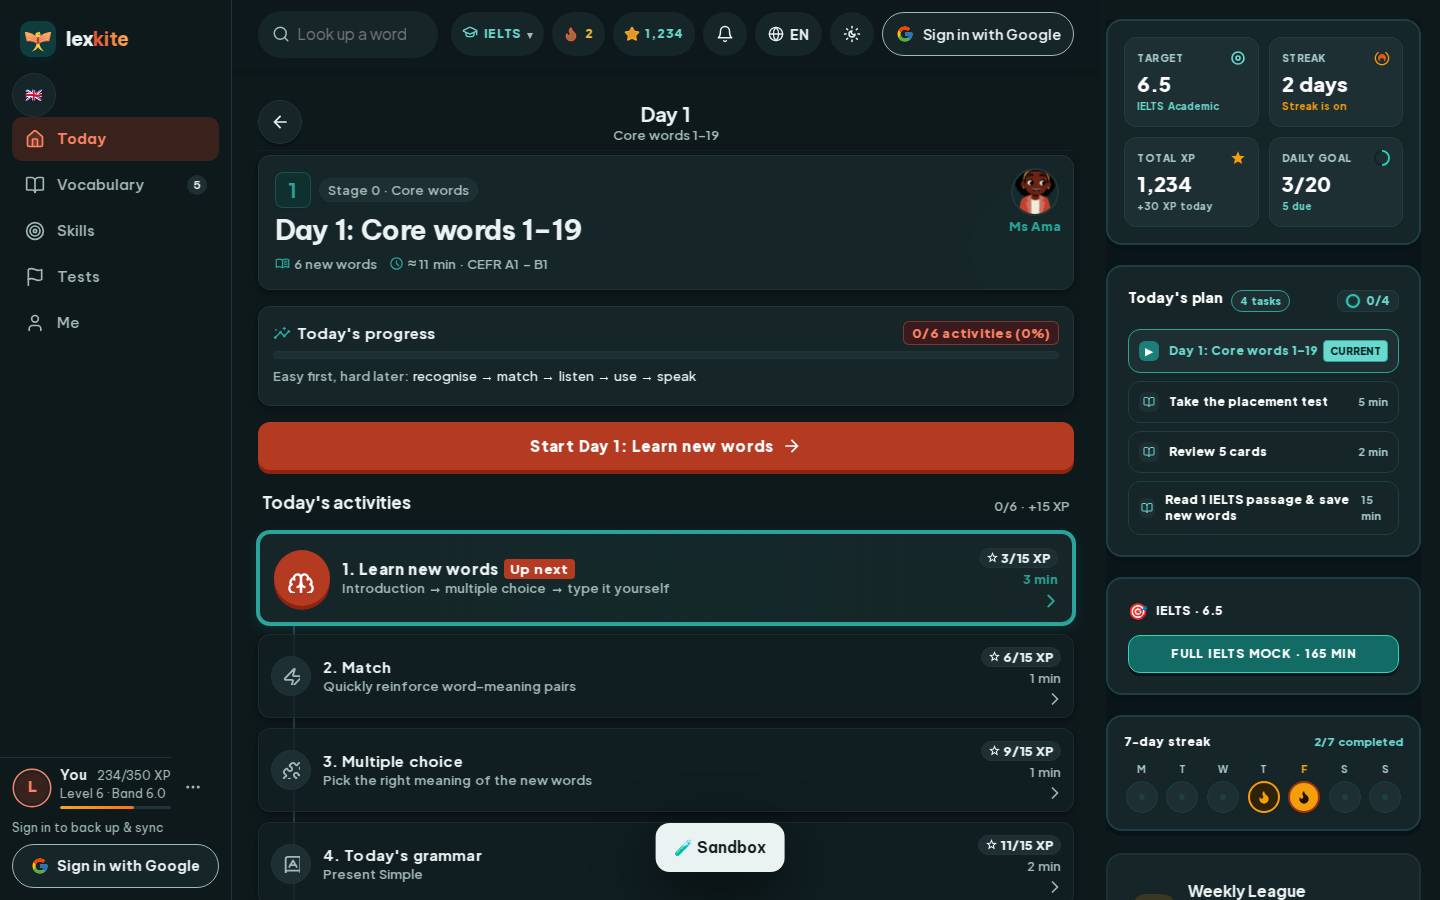 lexkite
Today
Vocabulary 5
Skills
Tests
Me
You 234/350 XP
Level 6 · Band 6.0
Sign in to back up & sync
Sign in with Google
Look up a word
IELTS ▾
2
1,234
EN
Sign in with Google
Day 1
Core words 1–19
1 Stage 0 · Core words
Day 1: Core words 1–19
6 new words ≈11 min · CEFR A1 – B1
Ms Ama
Today's progress
0/6 activities (0%)
Easy first, hard later: recognise → match → listen → use → speak
Start Day 1: Learn new words →
Today's activities
0/6 · +15 XP
1. Learn new words Up next
Introduction → multiple choice → type it yourself
3/15 XP
3 min
2. Match
Quickly reinforce word–meaning pairs
6/15 XP
1 min
3. Multiple choice
Pick the right meaning of the new words
9/15 XP
1 min
4. Today's grammar
Present Simple
11/15 XP
2 min
Sandbox
TARGET
6.5
IELTS Academic
STREAK
2 days
Streak is on
TOTAL XP
1,234
+30 XP today
DAILY GOAL
3/20
5 due
Today's plan 4 tasks 0/4
Day 1: Core words 1–19 CURRENT
Take the placement test 5 min
Review 5 cards 2 min
Read 1 IELTS passage & save new words 15 min
IELTS · 6.5
FULL IELTS MOCK · 165 MIN
7-day streak 2/7 completed
M T W T F S S
Weekly League
L